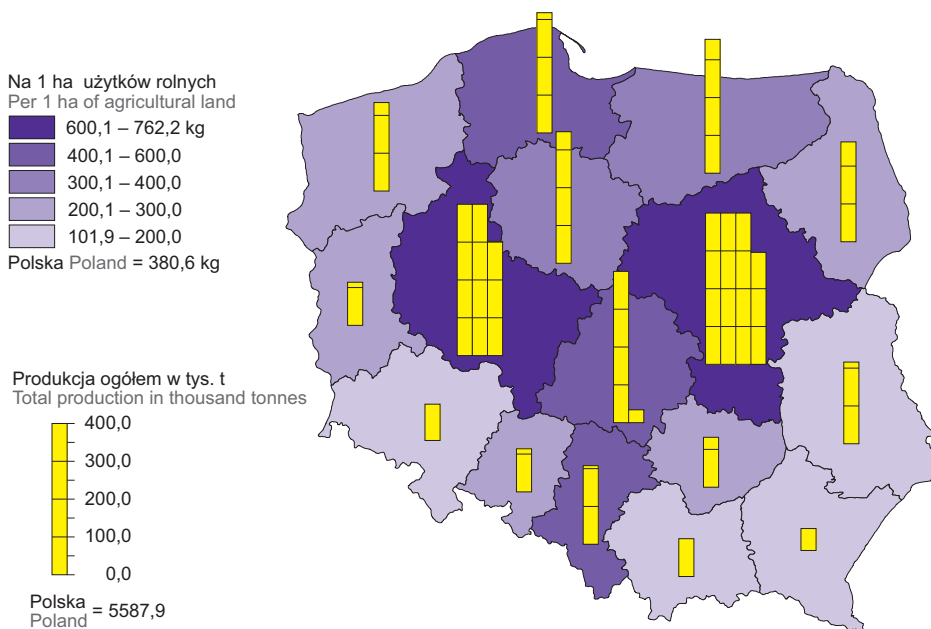 Na 1 ha użytków rolnych
Per 1 ha of agricultural land
600,1 – 762,2 kg
400,1 – 600,0
300,1 – 400,0
200,1 – 300,0
101,9 – 200,0
Polska Poland = 380,6 kg
Produkcja ogółem w tys. t
Total production in thousand tonnes
400,0
300,0
200,0
100,0
0,0
Polska
Poland = 5587,9